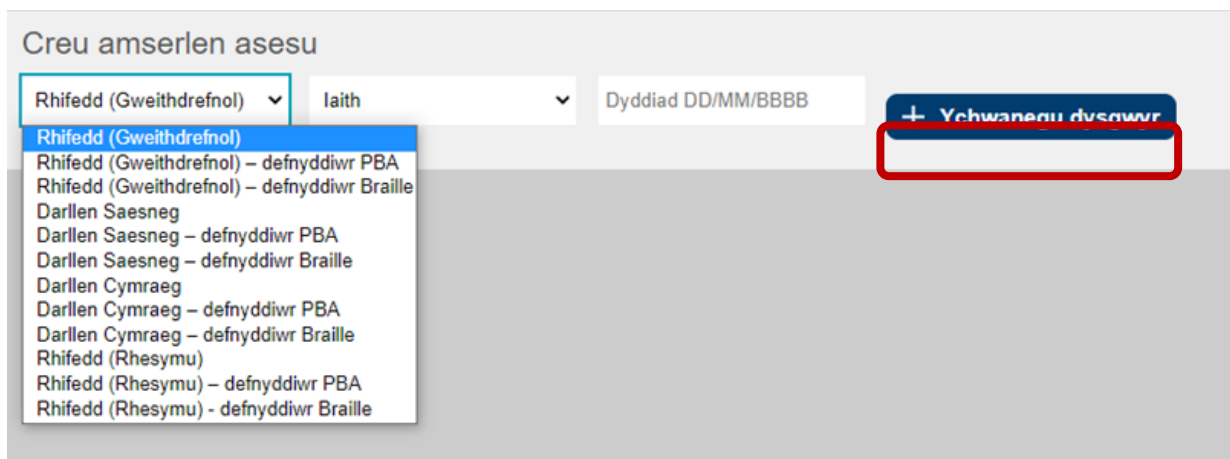 Creu amserlen asesu
Rhifedd (Gweithdrefnol) Iaith Dyddiad DD/MM/BBBB + Ychwanegu dysgwyr
Rhifedd (Gweithdrefnol)
Rhifedd (Gweithdrefnol) – defnyddiwr PBA
Rhifedd (Gweithdrefnol) – defnyddiwr Braille
Darllen Saesneg
Darllen Saesneg – defnyddiwr PBA
Darllen Saesneg – defnyddiwr Braille
Darllen Cymraeg
Darllen Cymraeg – defnyddiwr PBA
Darllen Cymraeg – defnyddiwr Braille
Rhifedd (Rhesymu)
Rhifedd (Rhesymu) – defnyddiwr PBA
Rhifedd (Rhesymu) - defnyddiwr Braille